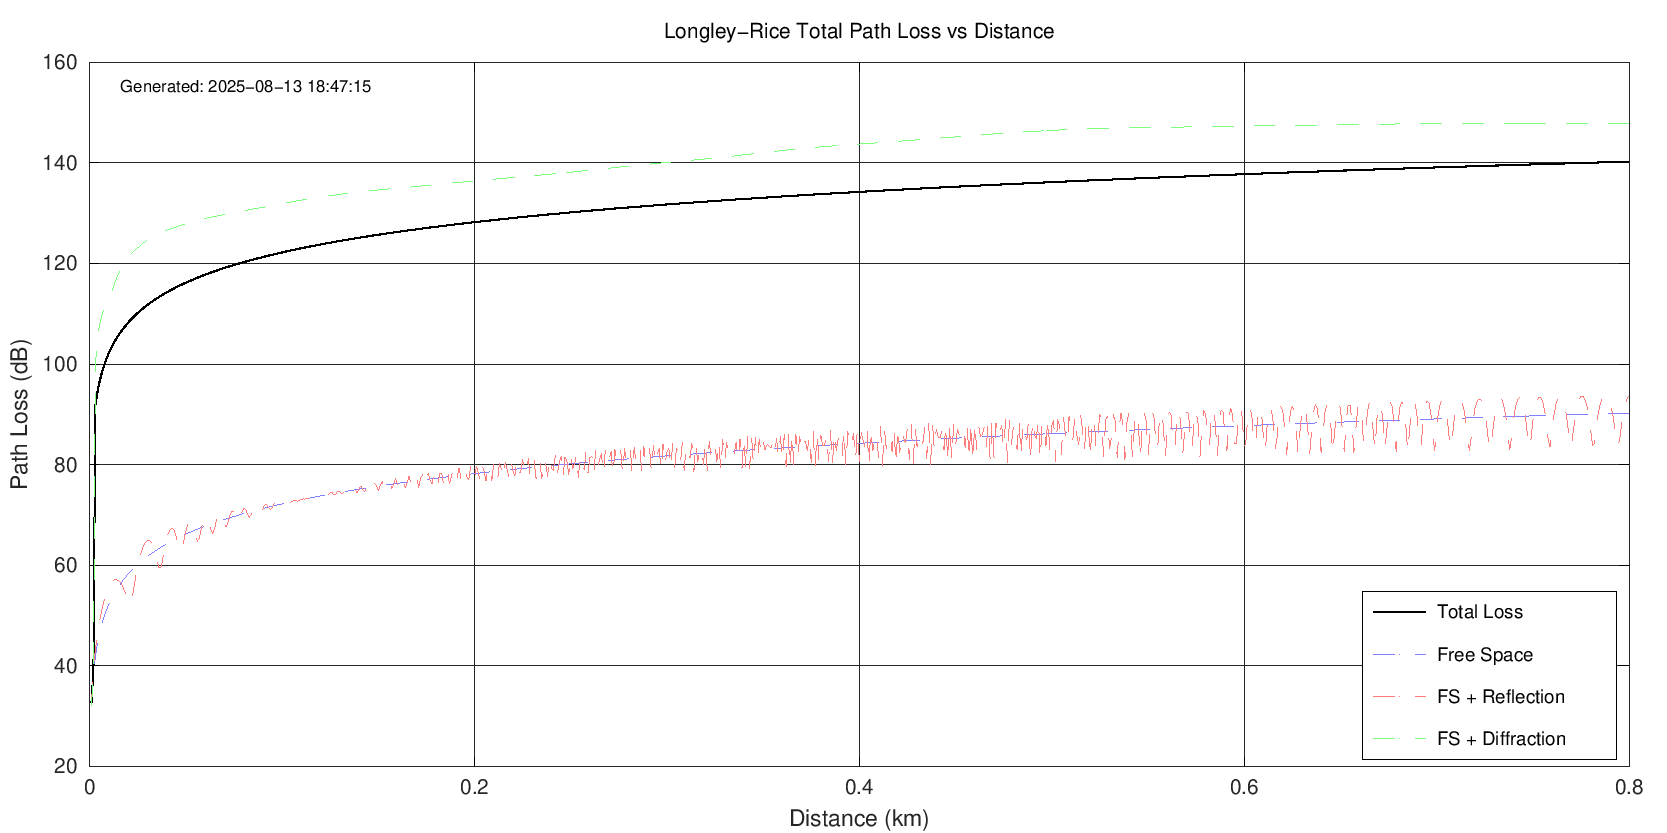 Longley−Rice Total Path Loss vs Distance
160
Generated: 2025−08−13 18:47:15
140
120
100
80
60
40
20
Path Loss (dB)
Total Loss
Free Space
FS + Reflection
FS + Diffraction
0
0.2
0.4
0.6
0.8
Distance (km)